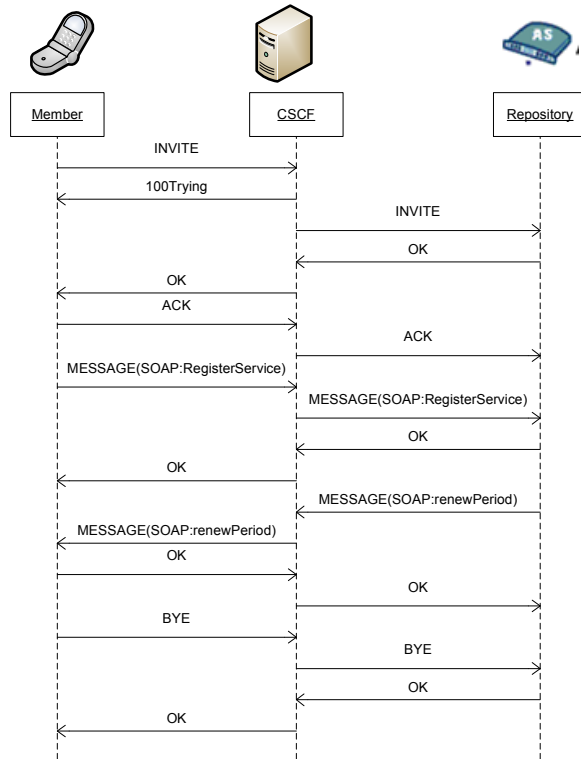 AS
Member
CSCF
Repository
INVITE
100Trying
INVITE
OK
OK
ACK
ACK
MESSAGE(SOAP:RegisterService)
MESSAGE(SOAP:RegisterService)
OK
OK
MESSAGE(SOAP:renewPeriod)
MESSAGE(SOAP:renewPeriod)
OK
OK
BYE
BYE
OK
OK